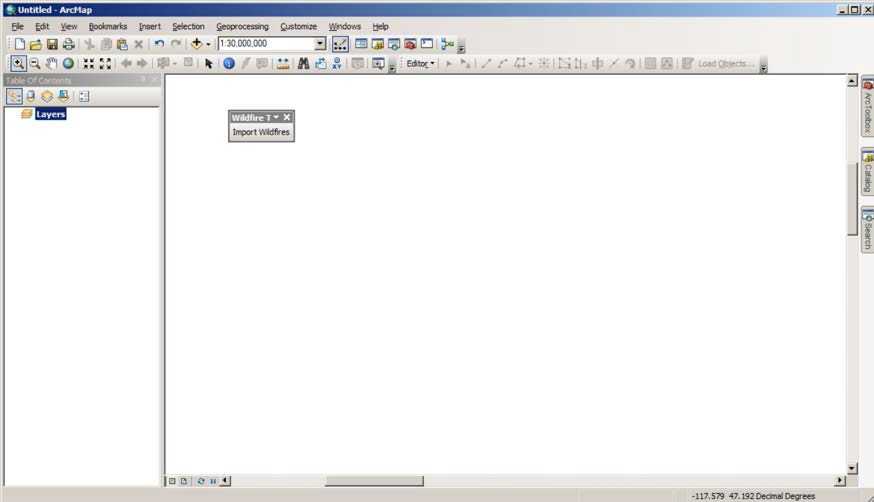 Untitled - ArcMap
File Edit View Bookmarks Insert Selection Geoprocessing Customize Windows Help
1:30,000,000
Editor Load Objects...
Table Of Contents
Layers
Wildfire T
Import Wildfires
ArcToolbox
Catalog
Search
-117.579 47.192 Decimal Degrees